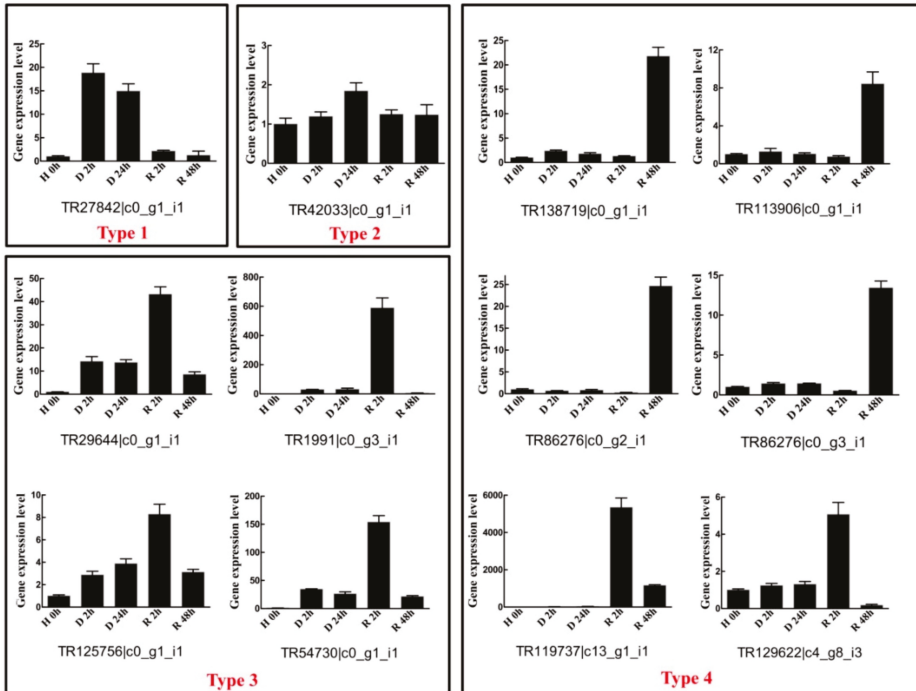 Gene expression level
25
20
15
10
5
0
H 0h
D 2h
D 24h
R 2h
R 48h
TR27842|c0_g1_i1
Type 1
Gene expression level
3
2
1
0
H 0h
D 2h
D 24h
R 2h
R 48h
TR42033|c0_g1_i1
Type 2
Gene expression level
50
40
30
20
10
0
H 0h
D 2h
D 24h
R 2h
R 48h
TR29644|c0_g1_i1
Gene expression level
800
600
400
200
0
H 0h
D 2h
D 24h
R 2h
R 48h
TR1991|c0_g3_i1
Gene expression level
10
8
6
4
2
0
H 0h
D 2h
D 24h
R 2h
R 48h
TR125756|c0_g1_i1
Gene expression level
200
150
100
50
0
H 0h
D 2h
D 24h
R 2h
R 48h
TR54730|c0_g1_i1
Type 3
Gene expression level
25
20
15
10
5
0
H 0h
D 2h
D 24h
R 2h
R 48h
TR138719|c0_g1_i1
Gene expression level
12
8
4
0
H 0h
D 2h
D 24h
R 2h
R 48h
TR113906|c0_g1_i1
Gene expression level
25
20
15
10
5
0
H 0h
D 2h
D 24h
R 2h
R 48h
TR86276|c0_g2_i1
Gene expression level
15
10
5
0
H 0h
D 2h
D 24h
R 2h
R 48h
TR86276|c0_g3_i1
Gene expression level
6000
4000
2000
0
H 0h
D 2h
D 24h
R 2h
R 48h
TR119737|c13_g1_i1
Gene expression level
6
4
2
0
H 0h
D 2h
D 24h
R 2h
R 48h
TR129622|c4_g8_i3
Type 4